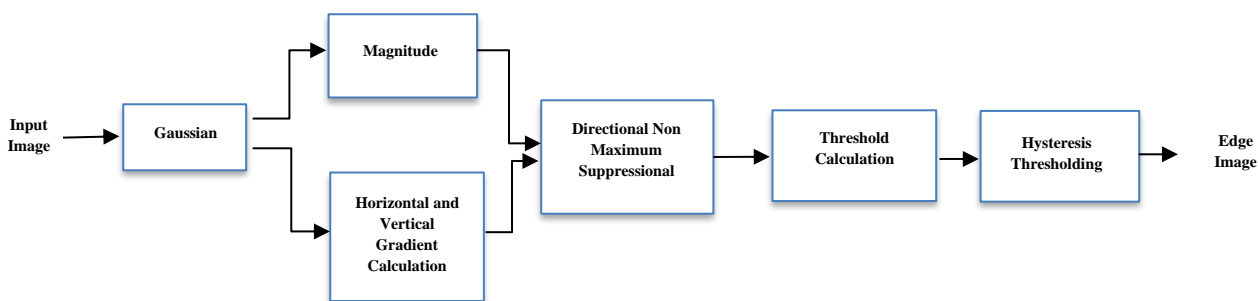 Input
Image
Gaussian
Magnitude
Horizontal and
Vertical
Gradient
Calculation
Directional Non
Maximum
Suppressional
Threshold
Calculation
Hysteresis
Thresholding
Edge
Image